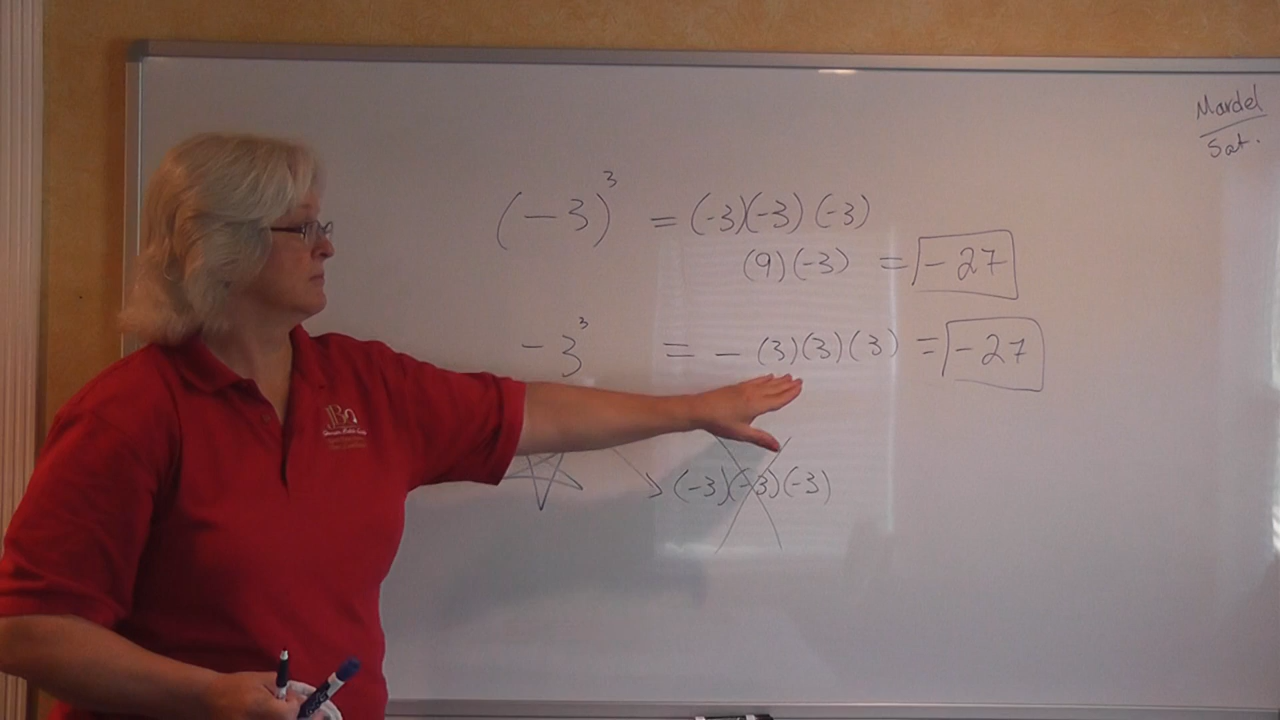 Mardel
Sat.
(-3)³ = (-3)(-3)(-3)
(9)(-3) = -27
-3³ = -(3)(3)(3) = -27
(-3)(-3)(-3)